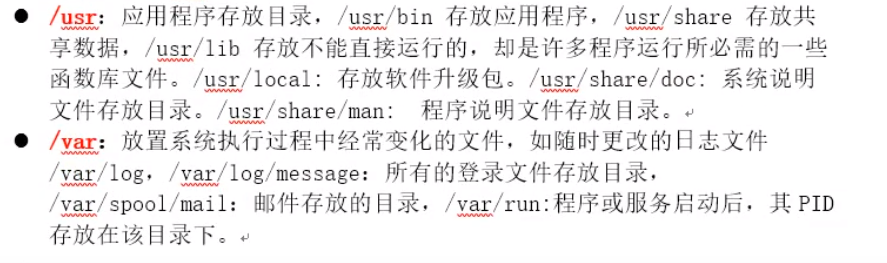 ● /usr：应用程序存放目录，/usr/bin 存放应用程序，/usr/share 存放共
享数据，/usr/lib 存放不能直接运行的，却是许多程序运行所必需的一些
函数库文件。/usr/local: 存放软件升级包。/usr/share/doc: 系统说明
文件存放目录。/usr/share/man: 程序说明文件存放目录。
● /var：放置系统执行过程中经常变化的文件，如随时更改的日志文件
/var/log，/var/log/message：所有的登录文件存放目录，
/var/spool/mail：邮件存放的目录，/var/run:程序或服务启动后，其 PID
存放在该目录下。